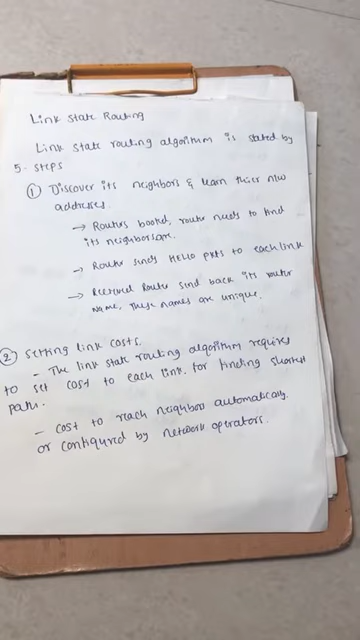 Link State Routing
Link state routing algorithm is stated by
5. steps
① Discover its neighbors & learn thier n/w
addresses.
→ Routers booted, router needs to find
its neighbors are.
→ Router sends HELLO PKTS to each link
→ Received Router send back its router
name, These names are unique.
② Setting link costs.
- The link state routing algorithm requires
to set cost to each link. for finding shortest
path.
- cost to reach neighbors automatically.
or configured by network operators.